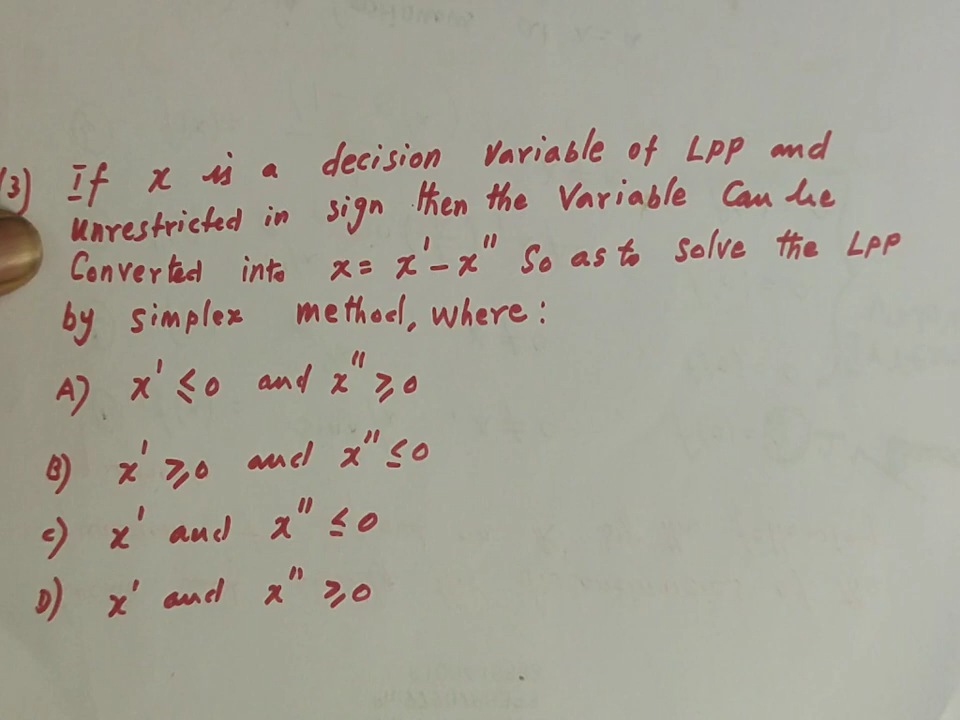 13) If x is a decision Variable of LPP and
unrestricted in sign then the Variable Can be
Converted into x = x' - x" So as to solve the LPP
by simplex method, where:
A) x' ≤ 0 and x" ≥ 0
B) x' ≥ 0 and x" ≤ 0
C) x' and x" ≤ 0
D) x' and x" ≥ 0